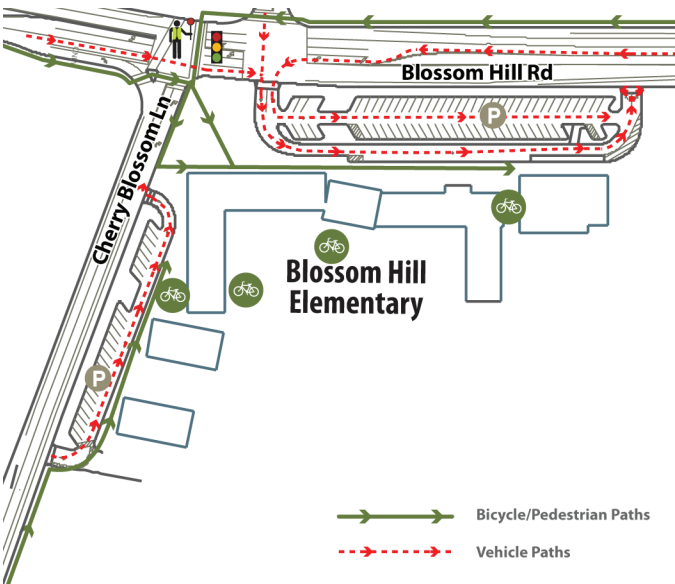 Blossom Hill Rd
P
Cherry Blossom Ln
Blossom Hill
Elementary
P
Bicycle/Pedestrian Paths
Vehicle Paths